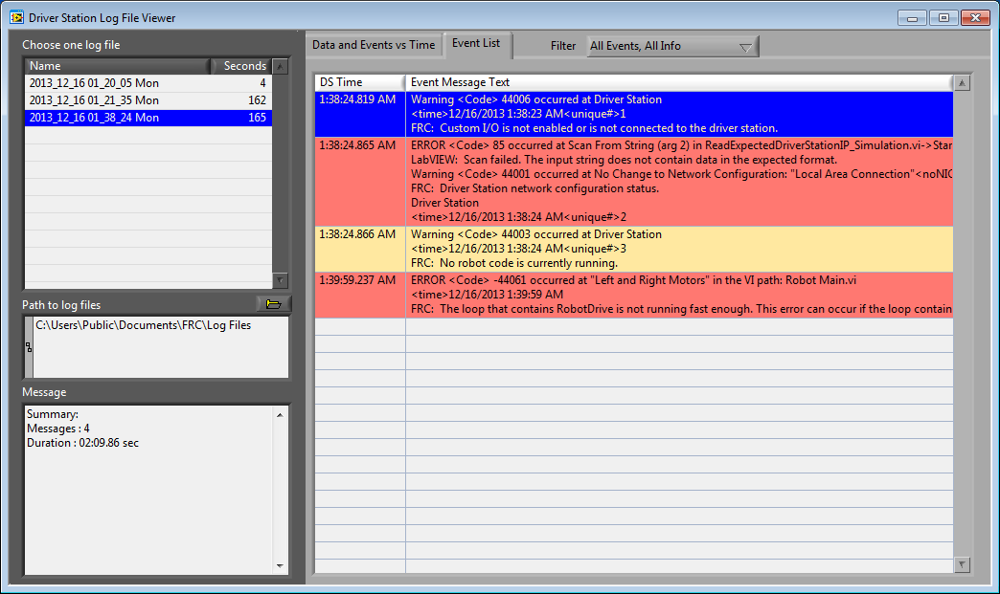 Driver Station Log File Viewer
Choose one log file
Name Seconds
2013_12_16 01_20_05 Mon 4
2013_12_16 01_21_35 Mon 162
2013_12_16 01_38_24 Mon 165
Path to log files
C:\Users\Public\Documents\FRC\Log Files
Message
Summary:
Messages : 4
Duration : 02:09.86 sec
Data and Events vs Time Event List Filter All Events, All Info
DS Time Event Message Text
1:38:24.819 AM Warning <Code> 44006 occurred at Driver Station
<time>12/16/2013 1:38:23 AM<unique#>1
FRC: Custom I/O is not enabled or is not connected to the driver station.
1:38:24.865 AM ERROR <Code> 85 occurred at Scan From String (arg 2) in ReadExpectedDriverStationIP_Simulation.vi->Star
LabVIEW: Scan failed. The input string does not contain data in the expected format.
Warning <Code> 44001 occurred at No Change to Network Configuration: "Local Area Connection"<noNIC
FRC: Driver Station network configuration status.
Driver Station
<time>12/16/2013 1:38:24 AM<unique#>2
1:38:24.866 AM Warning <Code> 44003 occurred at Driver Station
<time>12/16/2013 1:38:24 AM<unique#>3
FRC: No robot code is currently running.
1:39:59.237 AM ERROR <Code> -44061 occurred at "Left and Right Motors" in the VI path: Robot Main.vi
<time>12/16/2013 1:39:59 AM
FRC: The loop that contains RobotDrive is not running fast enough. This error can occur if the loop contain